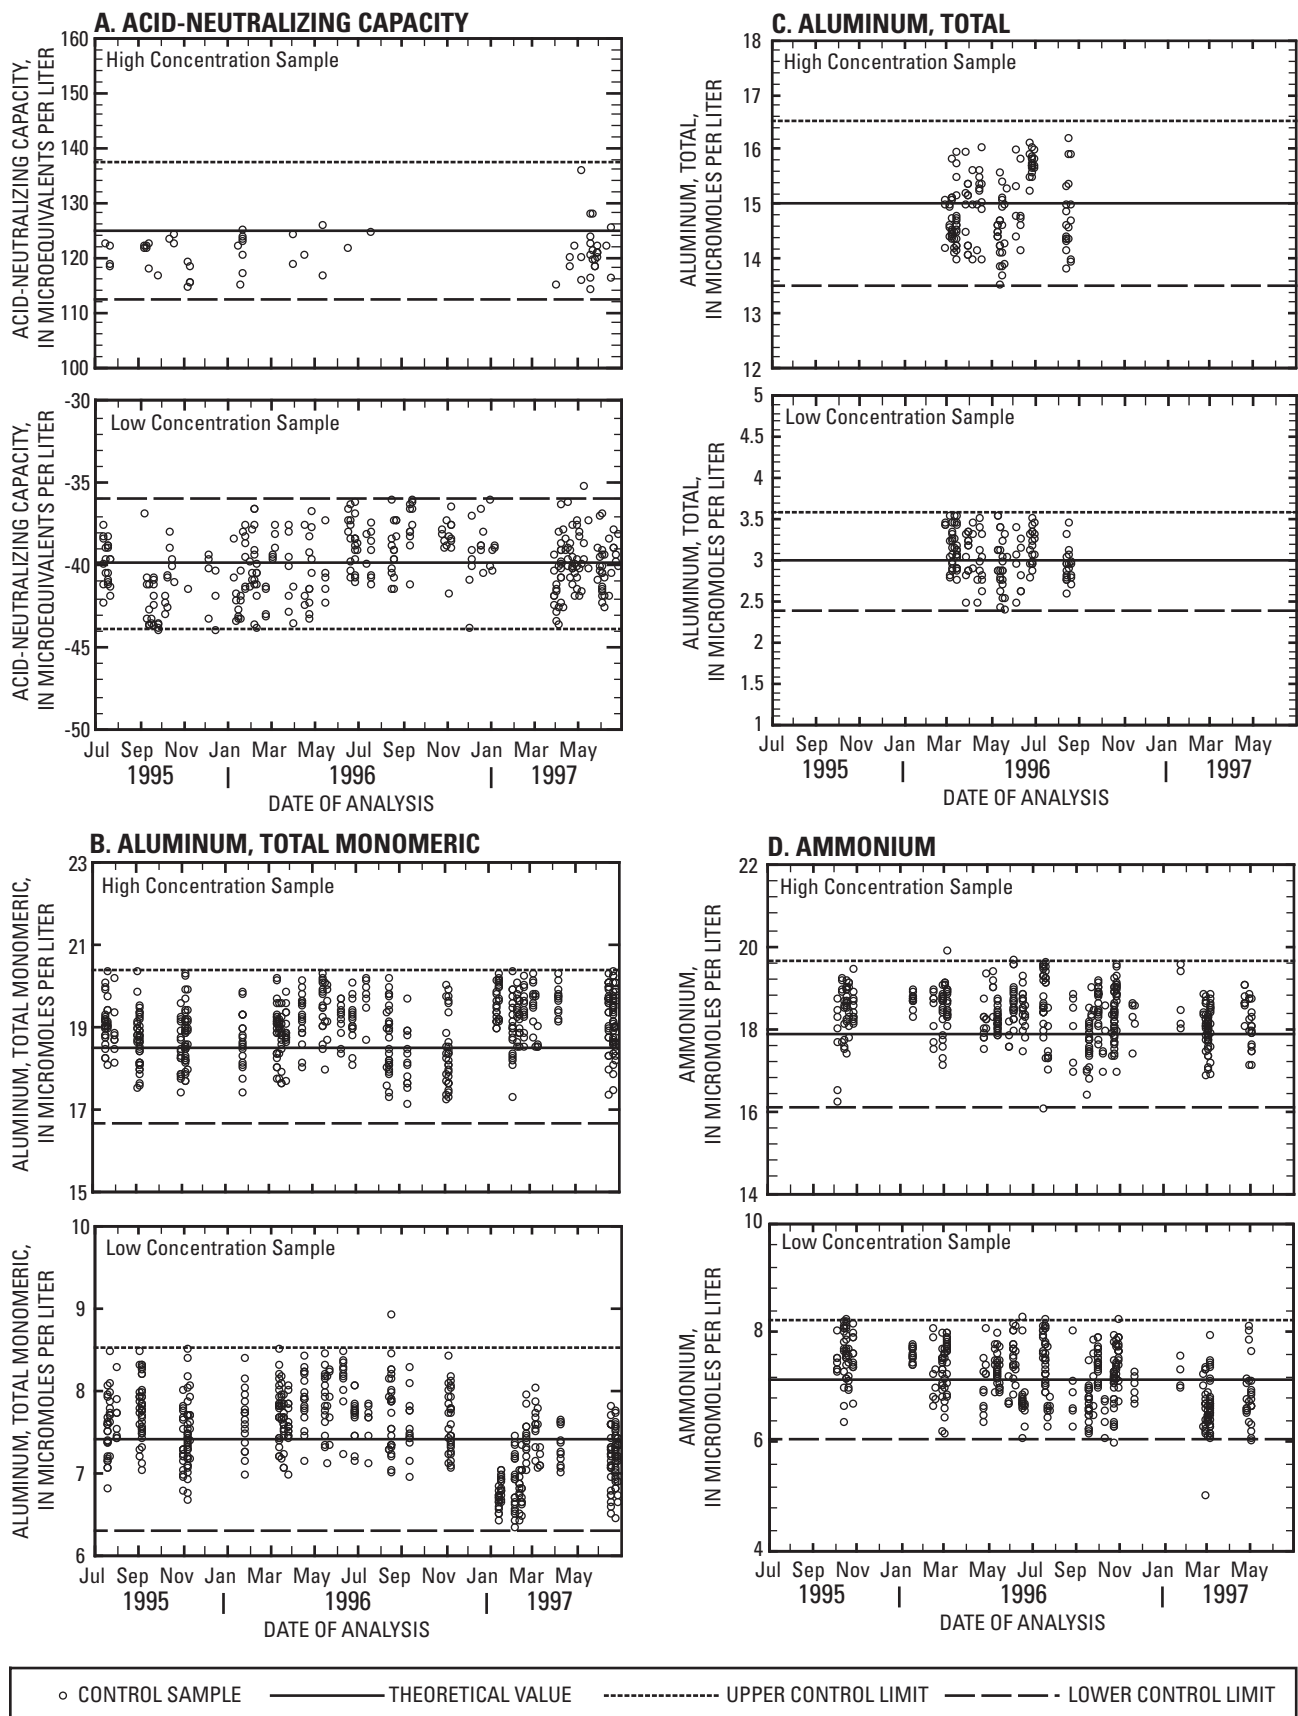 A. ACID-NEUTRALIZING CAPACITY
ACID-NEUTRALIZING CAPACITY,
IN MICROEQUIVALENTS PER LITER
High Concentration Sample
160
150
140
130
120
110
100
ACID-NEUTRALIZING CAPACITY,
IN MICROEQUIVALENTS PER LITER
Low Concentration Sample
-30
-35
-40
-45
-50
Jul Sep Nov Jan Mar May Jul Sep Nov Jan Mar May
1995 | 1996 | 1997
DATE OF ANALYSIS
C. ALUMINUM, TOTAL
ALUMINUM, TOTAL,
IN MICROMOLES PER LITER
High Concentration Sample
18
17
16
15
14
13
12
ALUMINUM, TOTAL,
IN MICROMOLES PER LITER
Low Concentration Sample
5
4.5
4
3.5
3
2.5
2
1.5
1
Jul Sep Nov Jan Mar May Jul Sep Nov Jan Mar May
1995 | 1996 | 1997
DATE OF ANALYSIS
B. ALUMINUM, TOTAL MONOMERIC
ALUMINUM, TOTAL MONOMERIC,
IN MICROMOLES PER LITER
High Concentration Sample
23
21
19
17
15
ALUMINUM, TOTAL MONOMERIC,
IN MICROMOLES PER LITER
Low Concentration Sample
10
9
8
7
6
Jul Sep Nov Jan Mar May Jul Sep Nov Jan Mar May
1995 | 1996 | 1997
DATE OF ANALYSIS
D. AMMONIUM
AMMONIUM,
IN MICROMOLES PER LITER
High Concentration Sample
22
20
18
16
14
AMMONIUM,
IN MICROMOLES PER LITER
Low Concentration Sample
10
8
6
4
Jul Sep Nov Jan Mar May Jul Sep Nov Jan Mar May
1995 | 1996 | 1997
DATE OF ANALYSIS
CONTROL SAMPLE THEORETICAL VALUE UPPER CONTROL LIMIT LOWER CONTROL LIMIT